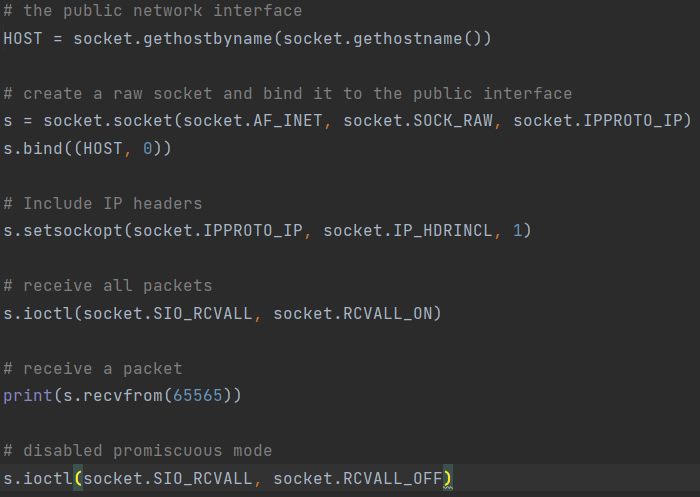 # the public network interface
HOST = socket.gethostbyname(socket.gethostname())
# create a raw socket and bind it to the public interface
s = socket.socket(socket.AF_INET, socket.SOCK_RAW, socket.IPPROTO_IP)
s.bind((HOST, 0))
# Include IP headers
s.setsockopt(socket.IPPROTO_IP, socket.IP_HDRINCL, 1)
# receive all packets
s.ioctl(socket.SIO_RCVALL, socket.RCVALL_ON)
# receive a packet
print(s.recvfrom(65565))
# disabled promiscuous mode
s.ioctl(socket.SIO_RCVALL, socket.RCVALL_OFF)